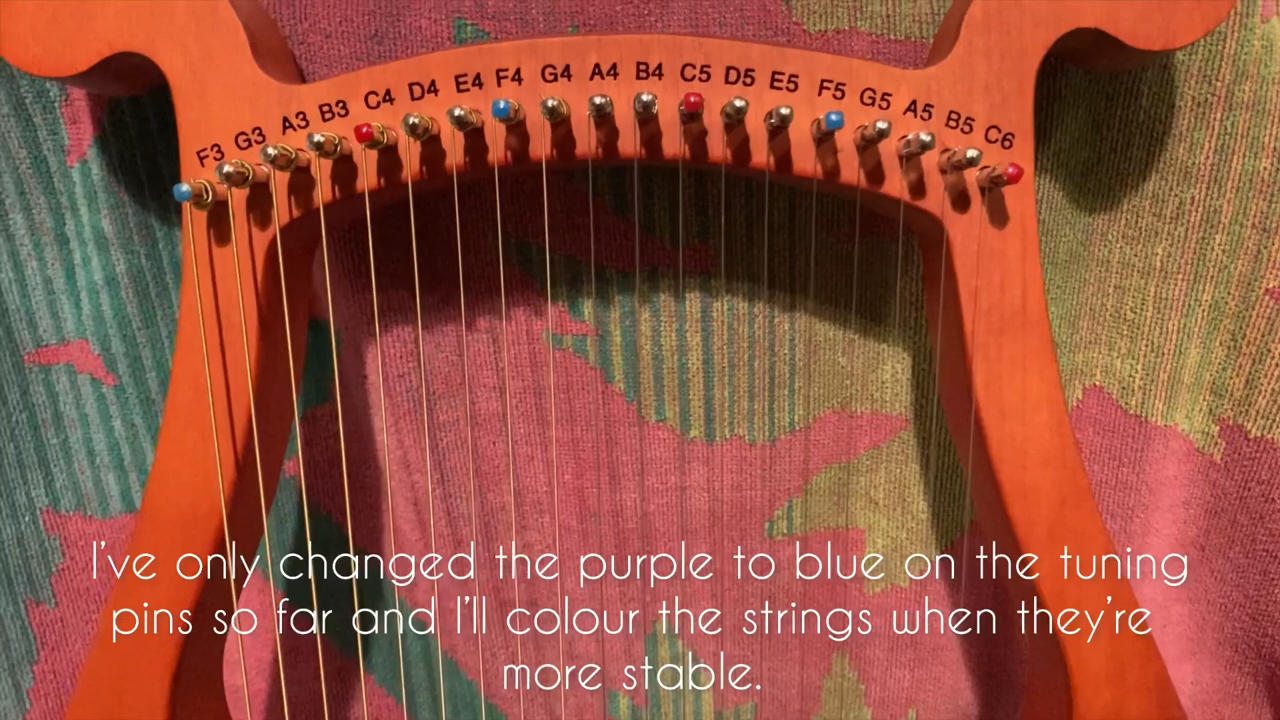 F3 G3 A3 B3 C4 D4 E4 F4 G4 A4 B4 C5 D5 E5 F5 G5 A5 B5 C6
I've only changed the purple to blue on the tuning
pins so far and I'll colour the strings when they're
more stable.